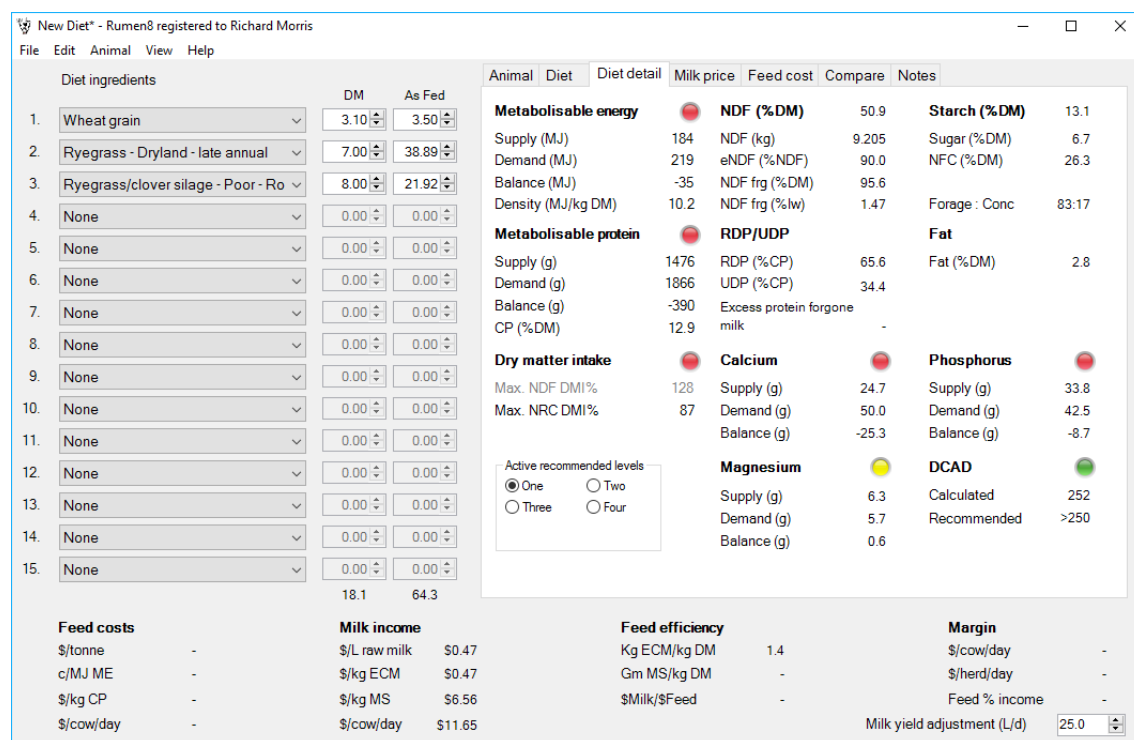 New Diet* - Rumen8 registered to Richard Morris
File Edit Animal View Help
Diet ingredients
DM As Fed
1. Wheat grain 3.10 3.50
2. Ryegrass - Dryland - late annual 7.00 38.89
3. Ryegrass/clover silage - Poor - Ro 8.00 21.92
4. None 0.00 0.00
5. None 0.00 0.00
6. None 0.00 0.00
7. None 0.00 0.00
8. None 0.00 0.00
9. None 0.00 0.00
10. None 0.00 0.00
11. None 0.00 0.00
12. None 0.00 0.00
13. None 0.00 0.00
14. None 0.00 0.00
15. None 0.00 0.00
18.1 64.3
Animal Diet Diet detail Milk price Feed cost Compare Notes
Metabolisable energy
Supply (MJ) 184
Demand (MJ) 219
Balance (MJ) -35
Density (MJ/kg DM) 10.2
Metabolisable protein
Supply (g) 1476
Demand (g) 1866
Balance (g) -390
CP (%DM) 12.9
Dry matter intake
Max. NDF DMI% 128
Max. NRC DMI% 87
Active recommended levels
One Two
Three Four
NDF (%DM) 50.9
NDF (kg) 9.205
eNDF (%NDF) 90.0
NDF frg (%DM) 95.6
NDF frg (%lw) 1.47
RDP/UDP
RDP (%CP) 65.6
UDP (%CP) 34.4
Excess protein forgone
milk -
Calcium
Supply (g) 24.7
Demand (g) 50.0
Balance (g) -25.3
Magnesium
Supply (g) 6.3
Demand (g) 5.7
Balance (g) 0.6
Starch (%DM) 13.1
Sugar (%DM) 6.7
NFC (%DM) 26.3
Forage : Conc 83:17
Fat
Fat (%DM) 2.8
Phosphorus
Supply (g) 33.8
Demand (g) 42.5
Balance (g) -8.7
DCAD
Calculated 252
Recommended >250
Feed costs
$/tonne -
c/MJ ME -
$/kg CP -
$/cow/day -
Milk income
$/L raw milk $0.47
$/kg ECM $0.47
$/kg MS $6.56
$/cow/day $11.65
Feed efficiency
Kg ECM/kg DM 1.4
Gm MS/kg DM -
$Milk/$Feed -
Margin
$/cow/day -
$/herd/day -
Feed % income -
Milk yield adjustment (L/d) 25.0